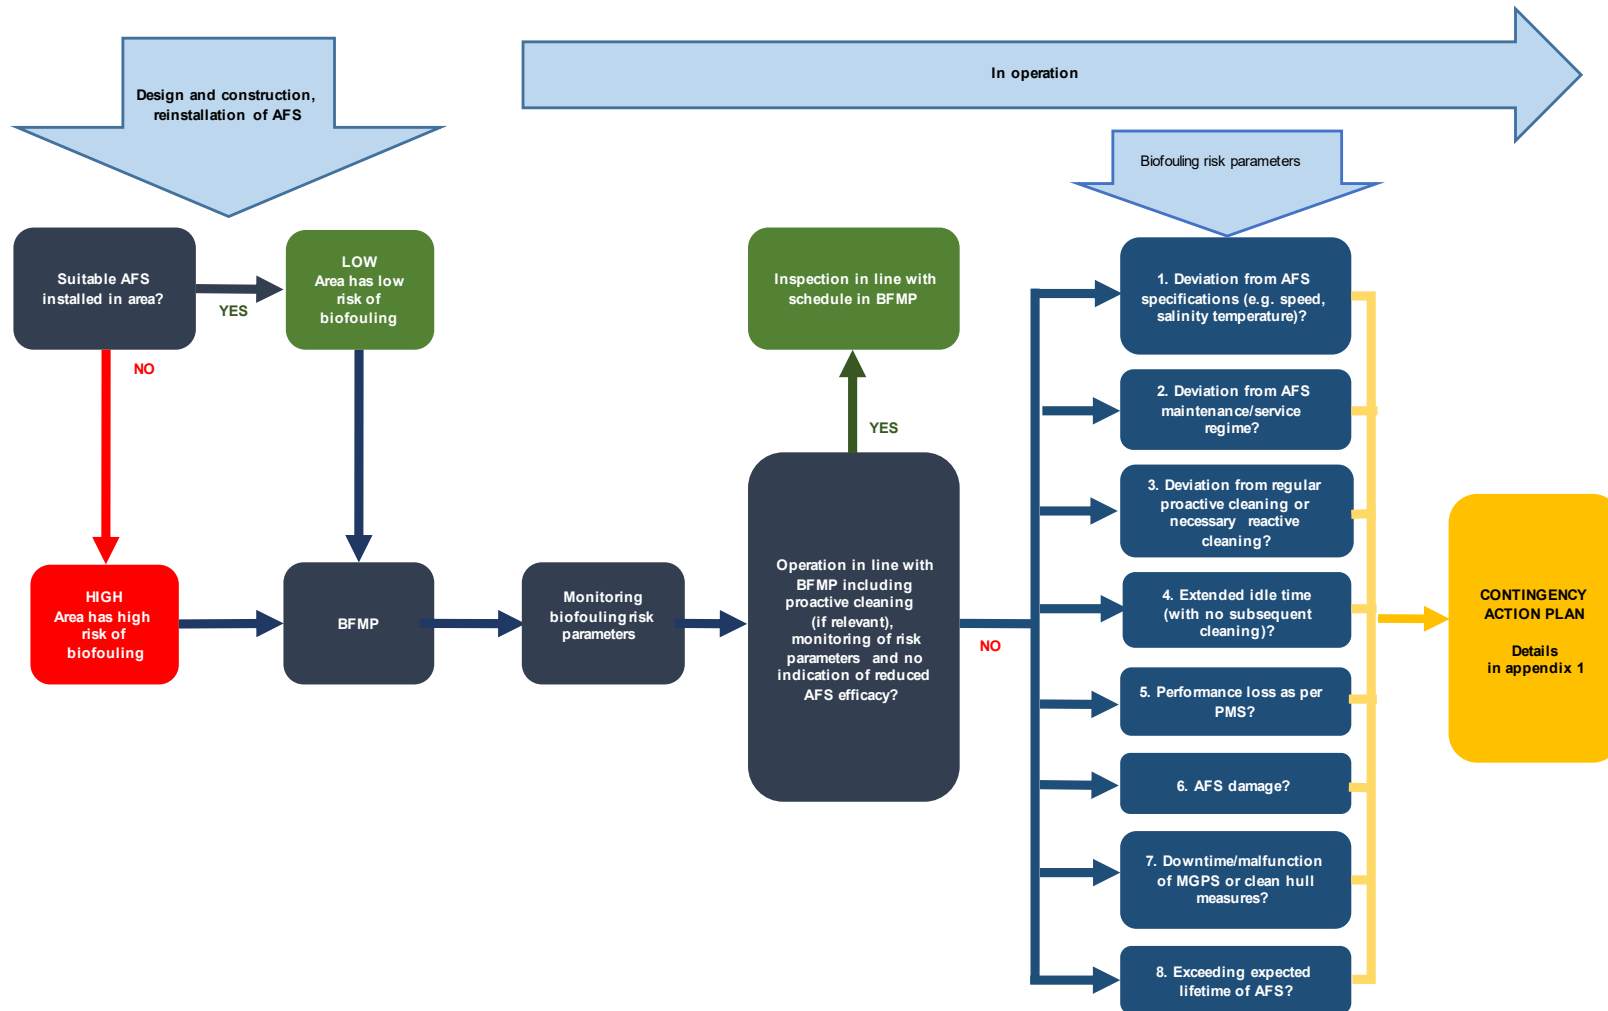 Design and construction,
reinstallation of AFS
In operation
Biofouling risk parameters
Suitable AFS
installed in area?
YES
NO
LOW
Area has low
risk of
biofouling
HIGH
Area has high
risk of
biofouling
BFMP
Monitoring
biofouling risk
parameters
Inspection in line with
schedule in BFMP
YES
Operation in line with
BFMP including
proactive cleaning
(if relevant),
monitoring of risk
parameters and no
indication of reduced
AFS efficacy?
NO
1. Deviation from AFS
specifications (e.g. speed,
salinity temperature)?
2. Deviation from AFS
maintenance/service
regime?
3. Deviation from regular
proactive cleaning or
necessary reactive
cleaning?
4. Extended idle time
(with no subsequent
cleaning)?
5. Performance loss as per
PMS?
6. AFS damage?
7. Downtime/malfunction
of MGPS or clean hull
measures?
8. Exceeding expected
lifetime of AFS?
CONTINGENCY
ACTION PLAN
Details
in appendix 1